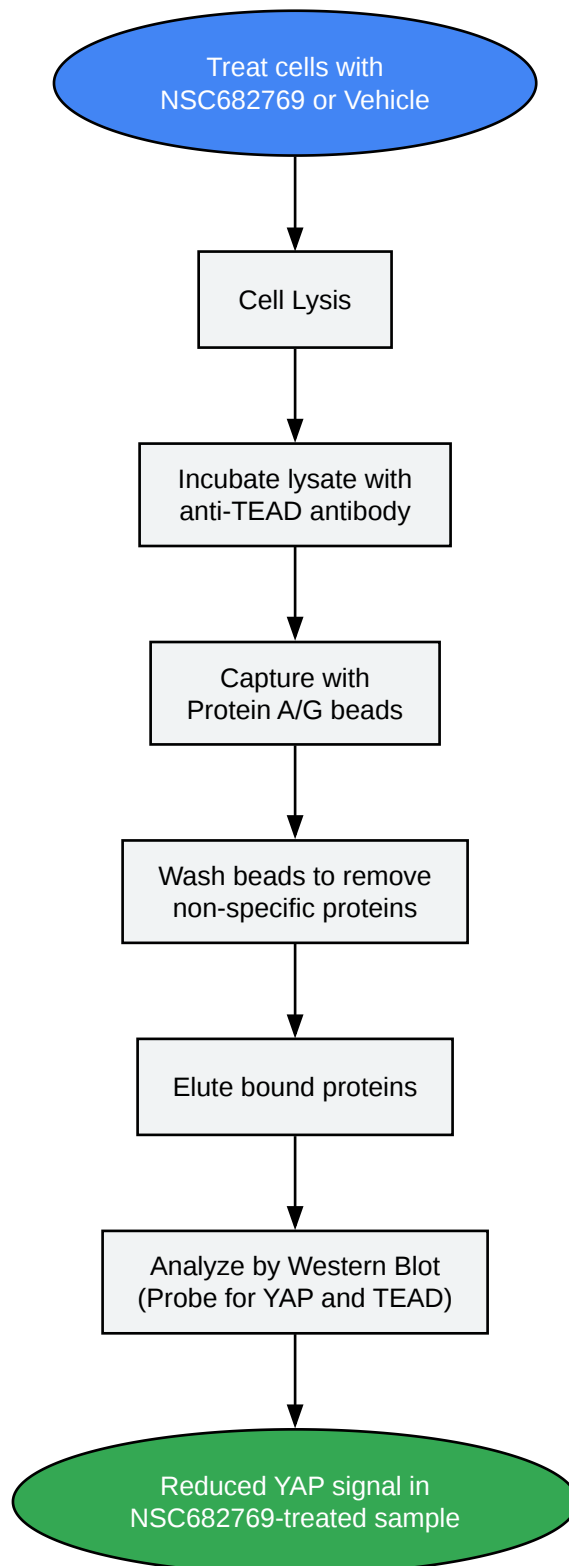 Treat cells with
NSC682769 or Vehicle
Cell Lysis
Incubate lysate with
anti-TEAD antibody
Capture with
Protein A/G beads
Wash beads to remove
non-specific proteins
Elute bound proteins
Analyze by Western Blot
(Probe for YAP and TEAD)
Reduced YAP signal in
NSC682769-treated sample